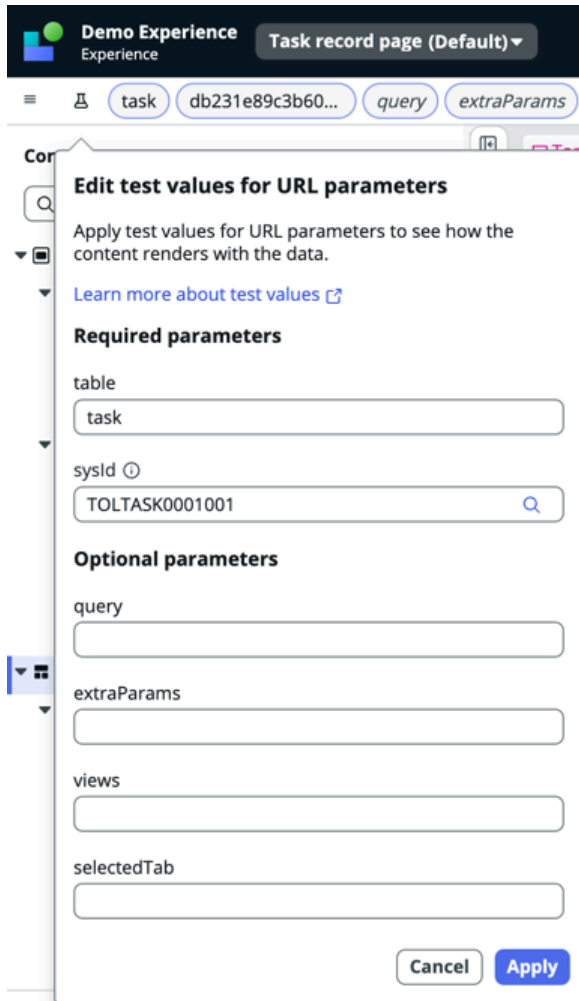 Demo Experience
Experience
Task record page (Default)
task
db231e89c3b60...
query
extraParams
Edit test values for URL parameters
Apply test values for URL parameters to see how the
content renders with the data.
Learn more about test values
Required parameters
table
task
sysId
TOLTASK0001001
Optional parameters
query
extraParams
views
selectedTab
Cancel
Apply